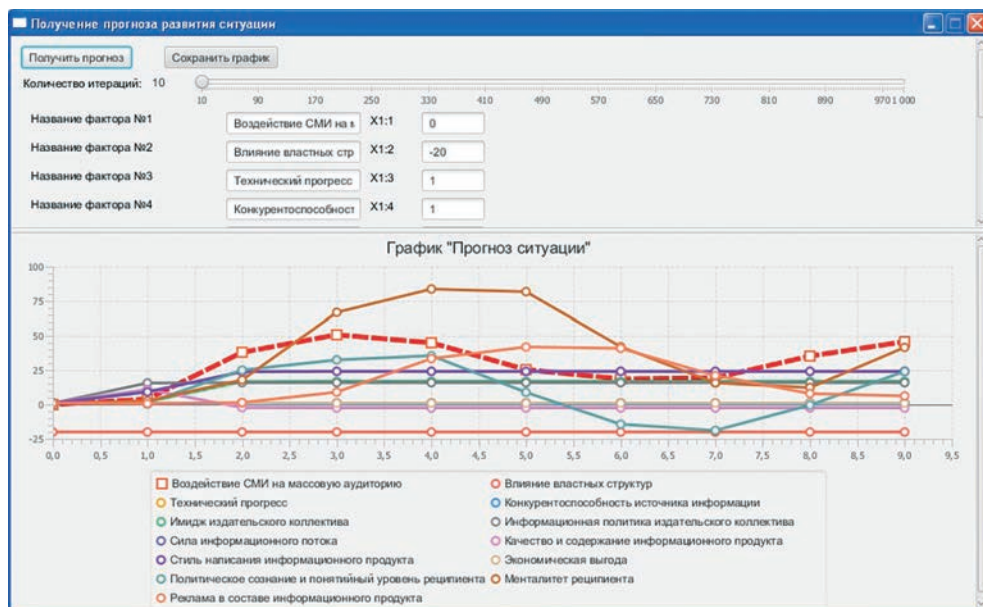 Получение прогноза развития ситуации
Получить прогноз Сохранить график
Количество итераций: 10
10 90 170 250 330 410 490 570 650 730 810 890 970 1 000
Название фактора №1 Воздействие СМИ на м X1:1 0
Название фактора №2 Влияние властных стр X1:2 -20
Название фактора №3 Технический прогресс X1:3 1
Название фактора №4 Конкурентоспособност X1:4 1
График "Прогноз ситуации"
100
75
50
25
0
-25
0,0 0,5 1,0 1,5 2,0 2,5 3,0 3,5 4,0 4,5 5,0 5,5 6,0 6,5 7,0 7,5 8,0 8,5 9,0 9,5
Воздействие СМИ на массовую аудиторию Влияние властных структур
Технический прогресс Конкурентоспособность источника информации
Имидж издательского коллектива Информационная политика издательского коллектива
Сила информационного потока Качество и содержание информационного продукта
Стиль написания информационного продукта Экономическая выгода
Политическое сознание и понятийный уровень реципиента Менталитет реципиента
Реклама в составе информационного продукта